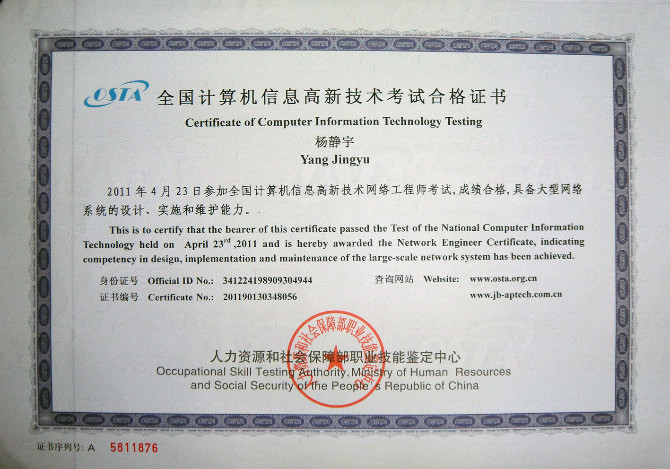 OSTA 全国计算机信息高新技术考试合格证书
Certificate of Computer Information Technology Testing
杨静宇
Yang Jingyu
2011 年 4 月 23 日参加全国计算机信息高新技术网络工程师考试,成绩合格,具备大型网络
系统的设计、实施和维护能力。
This is to certify that the bearer of this certificate passed the Test of the National Computer Information
Technology held on April 23rd ,2011 and is hereby awarded the Network Engineer Certificate, indicating
competency in design, implementation and maintenance of the large-scale network system has been achieved.
身份证号 Official ID No.: 341224198909304944 查询网站 Website: www.osta.org.cn
证书编号 Certificate No.: 201190130348056 www.jb-aptech.com.cn
人力资源和社会保障部职业技能鉴定中心
Occupational Skill Testing Authority, Ministry of Human Resources
and Social Security of the People's Republic of China
证书序列号: A 5811876